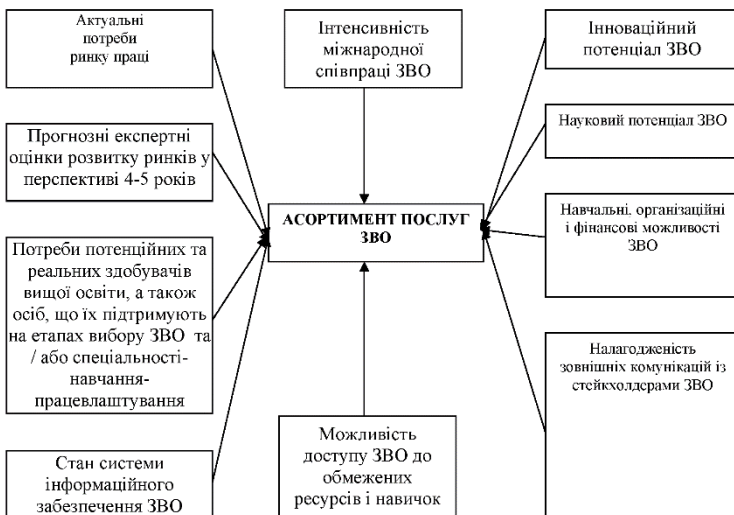 Актуальні
потреби
ринку праці
Інтенсивність
міжнародної
співпраці ЗВО
Інноваційний
потенціал ЗВО
Прогнозні експертні
оцінки розвитку ринків у
перспективі 4-5 років
Науковий потенціал ЗВО
АСОРТИМЕНТ ПОСЛУГ
ЗВО
Навчальні, організаційні
і фінансові можливості
ЗВО
Потреби потенційних та
реальних здобувачів
вищої освіти, а також
осіб, що їх підтримують
на етапах вибору ЗВО та
/ або спеціальності-
навчання-
працевлаштування
Налагодженість
зовнішніх комунікацій із
стейкхолдерами ЗВО
Стан системи
інформаційного
забезпечення ЗВО
Можливість
доступу ЗВО до
обмежених
ресурсів і навичок